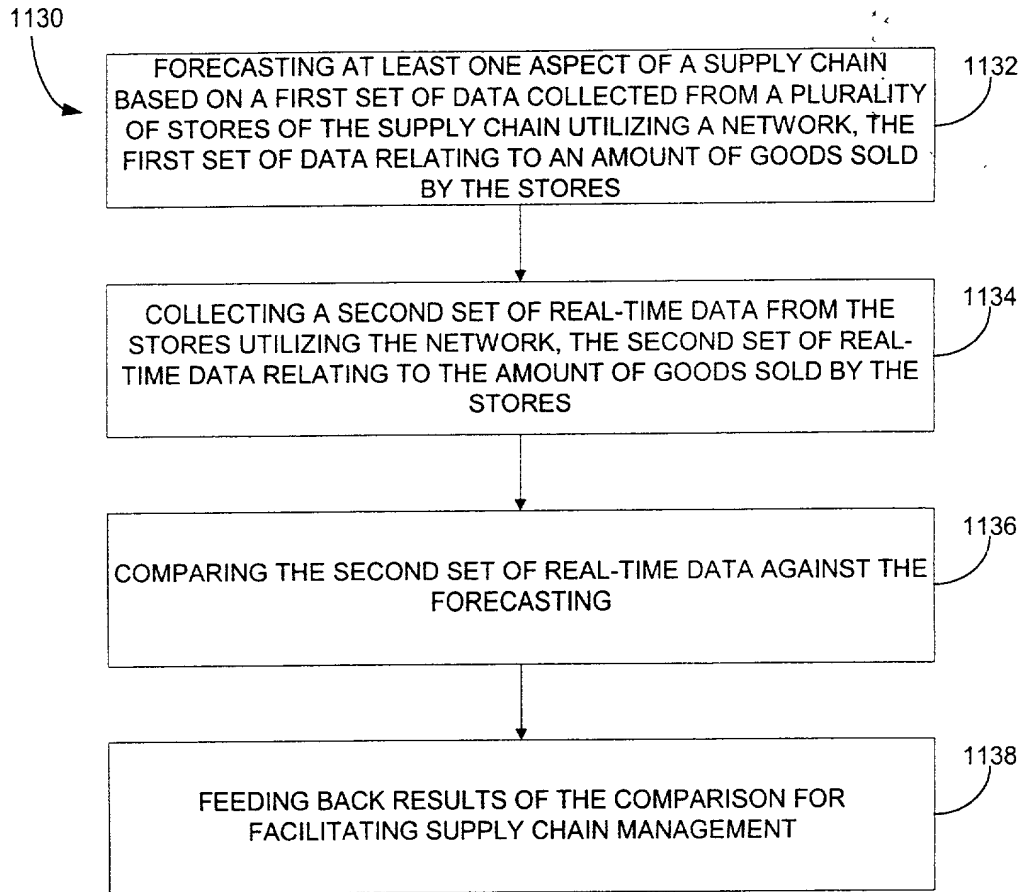 1130
FORECASTING AT LEAST ONE ASPECT OF A SUPPLY CHAIN
BASED ON A FIRST SET OF DATA COLLECTED FROM A PLURALITY
OF STORES OF THE SUPPLY CHAIN UTILIZING A NETWORK, THE
FIRST SET OF DATA RELATING TO AN AMOUNT OF GOODS SOLD
BY THE STORES
1132
COLLECTING A SECOND SET OF REAL-TIME DATA FROM THE
STORES UTILIZING THE NETWORK, THE SECOND SET OF REAL-
TIME DATA RELATING TO THE AMOUNT OF GOODS SOLD BY THE
STORES
1134
COMPARING THE SECOND SET OF REAL-TIME DATA AGAINST THE
FORECASTING
1136
FEEDING BACK RESULTS OF THE COMPARISON FOR
FACILITATING SUPPLY CHAIN MANAGEMENT
1138